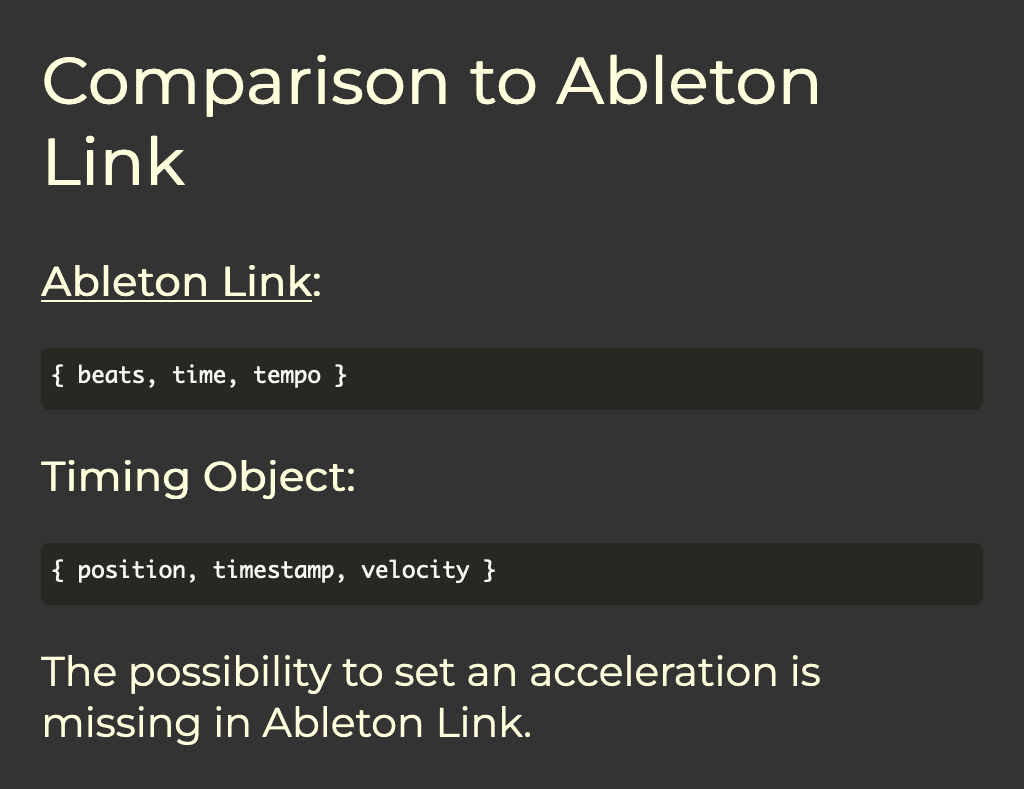 Comparison to Ableton
Link
Ableton Link:
{ beats, time, tempo }
Timing Object:
{ position, timestamp, velocity }
The possibility to set an acceleration is
missing in Ableton Link.